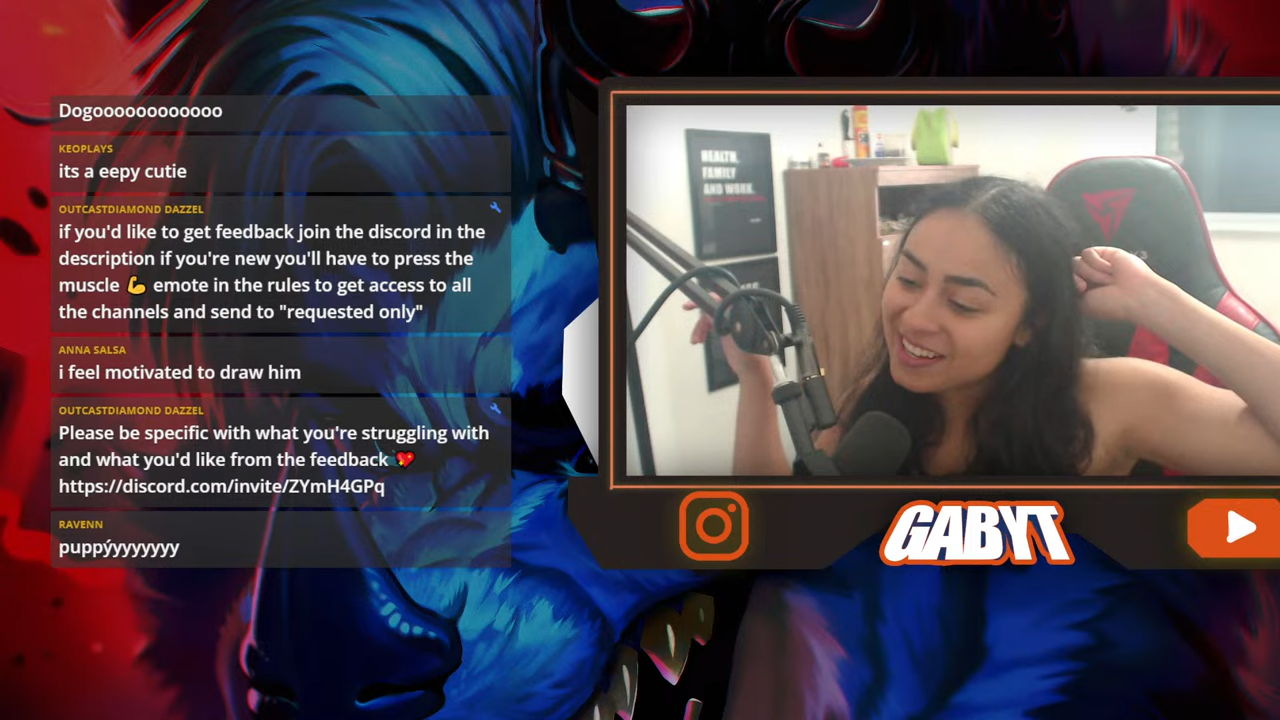 Dogoooooooooooo
KEOPLAYS
its a eepy cutie
OUTCASTDIAMOND DAZZEL
if you'd like to get feedback join the discord in the
description if you're new you'll have to press the
muscle 💪 emote in the rules to get access to all
the channels and send to "requested only"
ANNA SALSA
i feel motivated to draw him
OUTCASTDIAMOND DAZZEL
Please be specific with what you're struggling with
and what you'd like from the feedback 💖
https://discord.com/invite/ZYmH4GPq
RAVENN
puppýyyyyyyy
HEALTH,
FAMILY
AND WORK.
GABYT